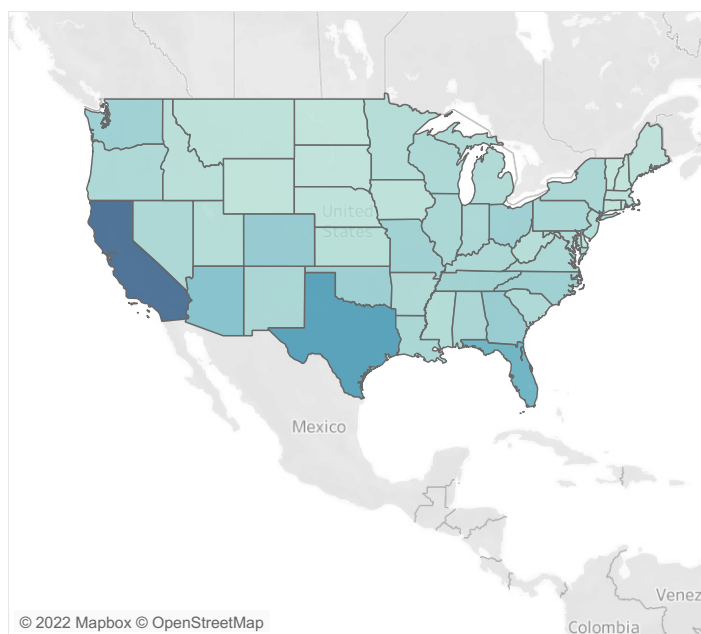 United
States
Mexico
Venez
Colombia
© 2022 Mapbox © OpenStreetMap